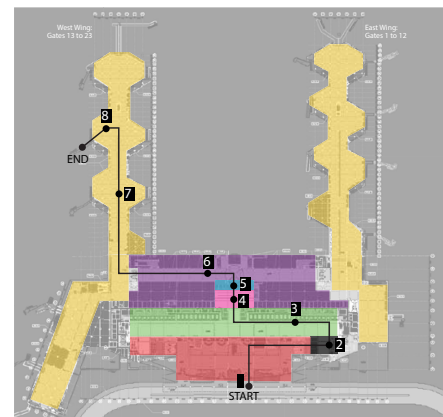 West Wing:
Gates 13 to 23
East Wing:
Gates 1 to 12
8
END
7
6
5
4
3
2
START